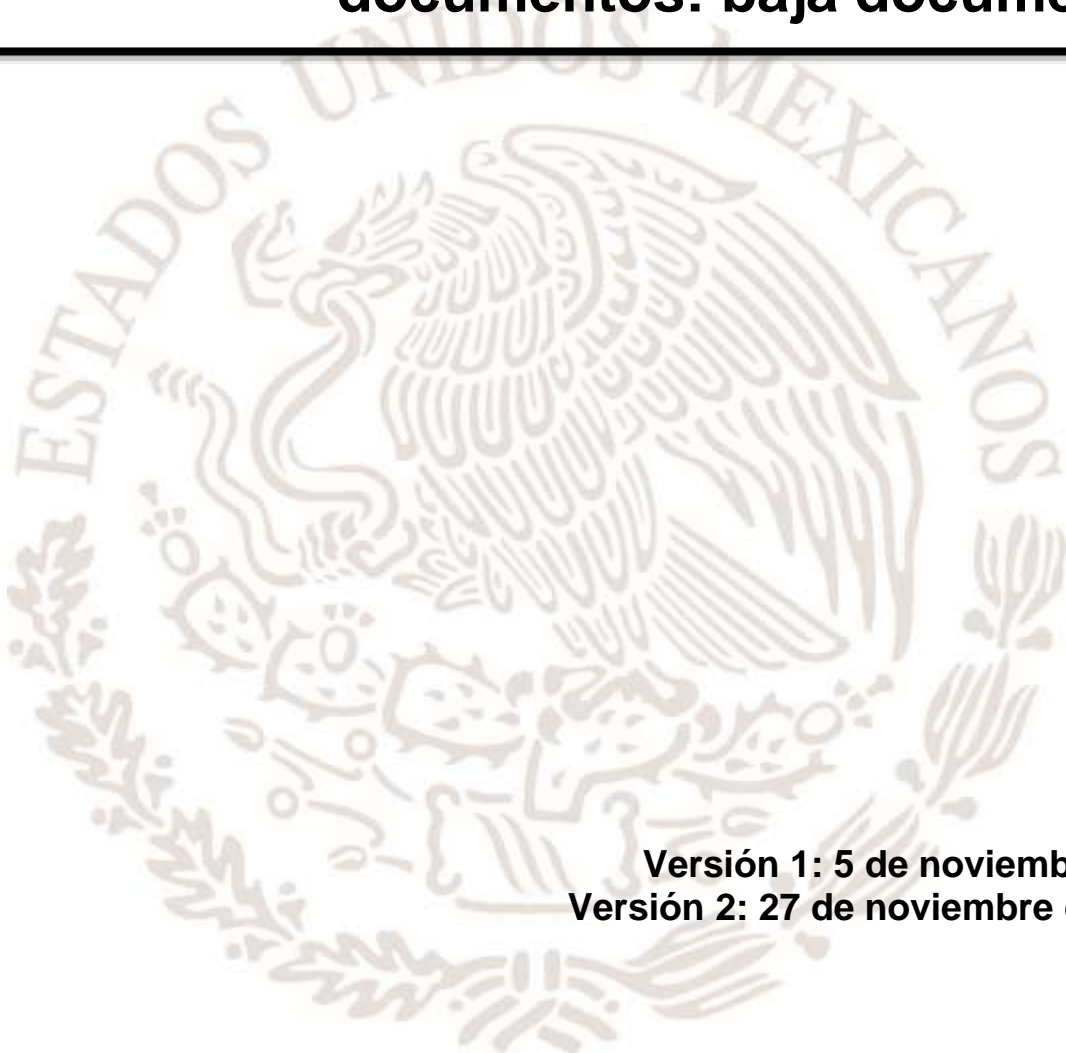 documentos: baja
ESTADOS UNIDOS MEXICANOS
Versión 1: 5 de
Versión 2: 27 de noviembre